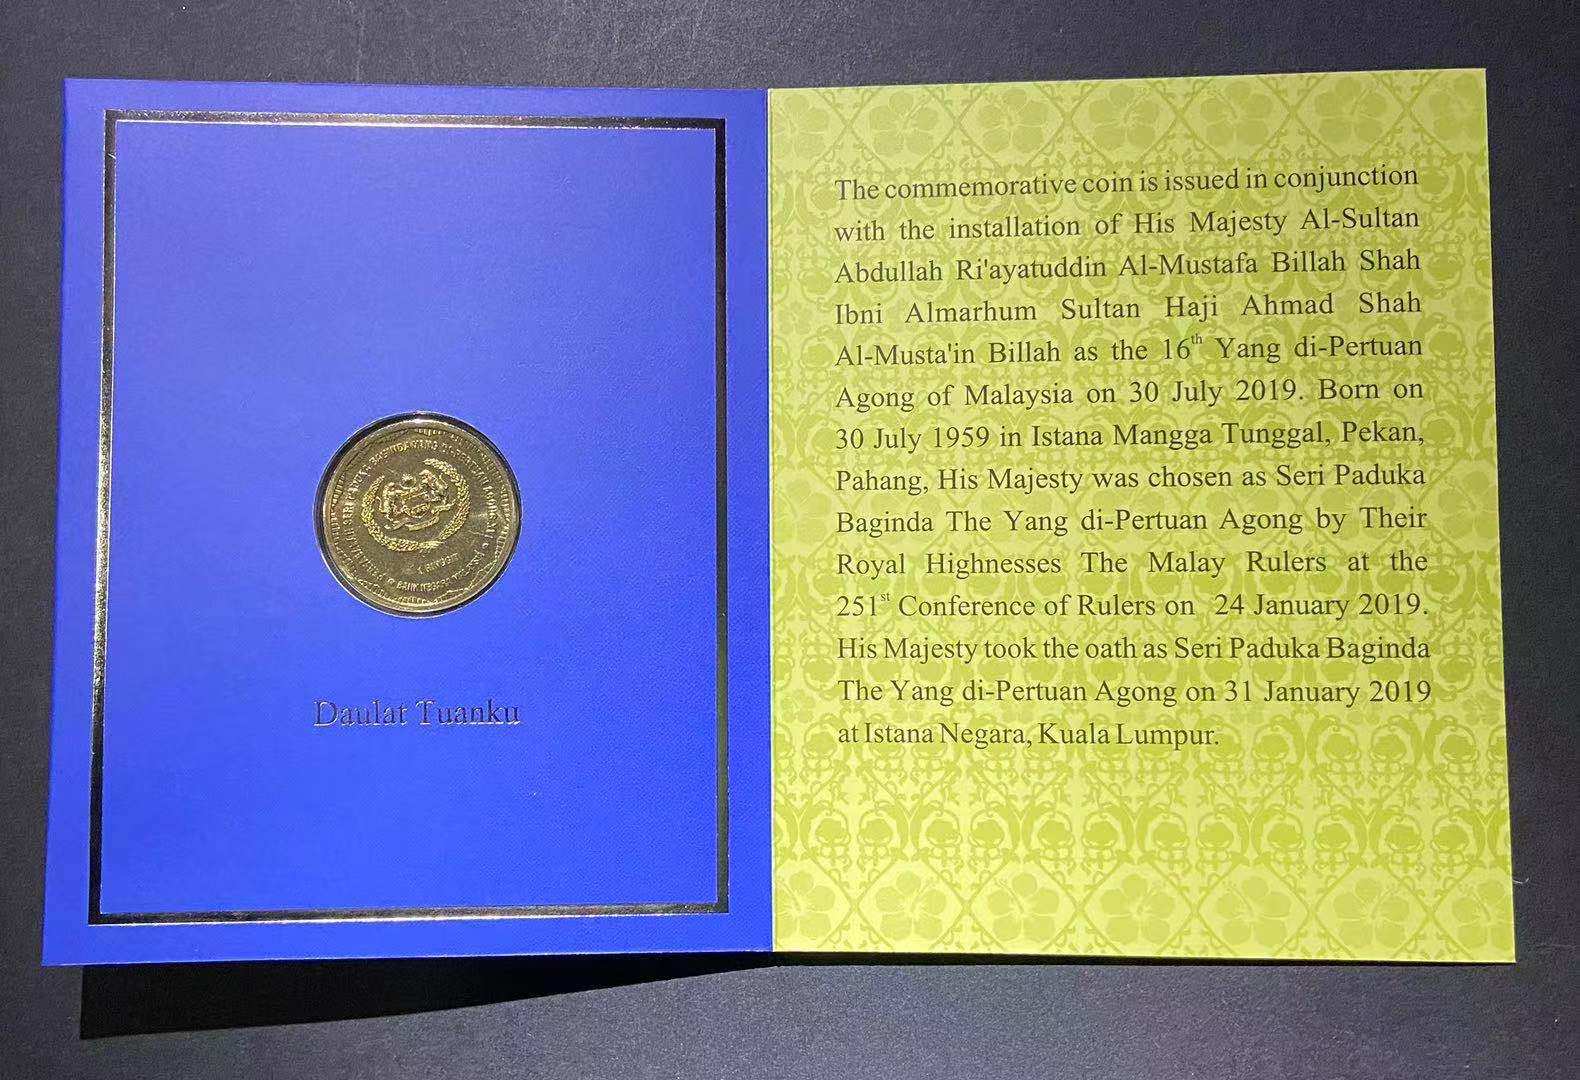 1 RINGGIT
BANK NEGARA MALAYSIA
Daulat Tuanku
The commemorative coin is issued in conjunction
with the installation of His Majesty Al-Sultan
Abdullah Ri'ayatuddin Al-Mustafa Billah Shah
Ibni Almarhum Sultan Haji Ahmad Shah
Al-Musta'in Billah as the 16th Yang di-Pertuan
Agong of Malaysia on 30 July 2019. Born on
30 July 1959 in Istana Mangga Tunggal, Pekan,
Pahang, His Majesty was chosen as Seri Paduka
Baginda The Yang di-Pertuan Agong by Their
Royal Highnesses The Malay Rulers at the
251st Conference of Rulers on 24 January 2019.
His Majesty took the oath as Seri Paduka Baginda
The Yang di-Pertuan Agong on 31 January 2019
at Istana Negara, Kuala Lumpur.